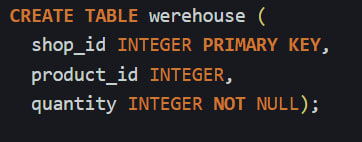 CREATE TABLE werehouse (
  shop_id INTEGER PRIMARY KEY,
  product_id INTEGER,
  quantity INTEGER NOT NULL);